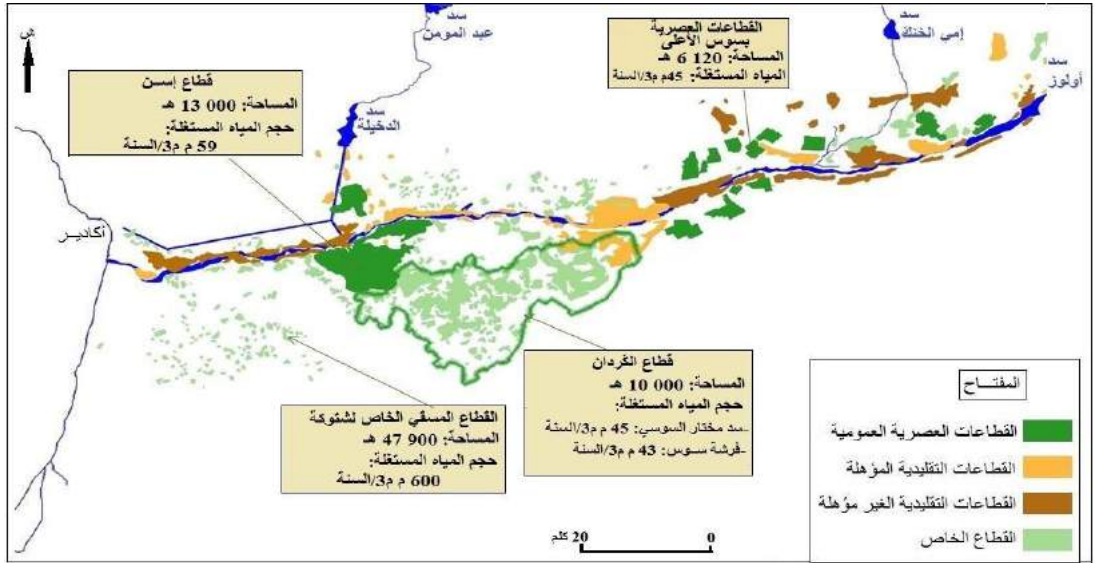 ش
سد
عبد المومن
القطاعات العصرية
بسوس الأعلى
المساحة: 120 6 هـ
المياه المستغلة: 45م م3/السنة
سد
إمي الخنك
سد
أولوز
قطاع إسن
المساحة: 000 13 هـ
حجم المياه المستغلة:
59 م م3/السنة
سد
الدخيلة
أكادير
قطاع الكردان
المساحة: 000 10 هـ
حجم المياه المستغلة:
-سد مختار السوسي: 45 م م3/السنة
-فرشة سوس: 43 م م3/السنة
القطاع المسقي الخاص لشتوكة
المساحة: 900 47 هـ
حجم المياه المستغلة:
600 م م3/السنة
المفتاح
القطاعات العصرية العمومية
القطاعات التقليدية المؤهلة
القطاعات التقليدية الغير مؤهلة
القطاع الخاص
0 20 كلم